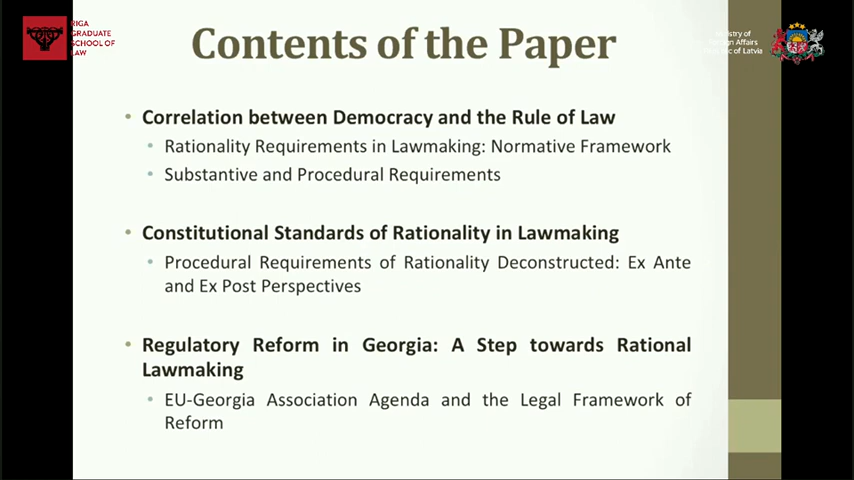 RIGA
GRADUATE
SCHOOL OF
LAW
Contents of the Paper
Affairs
of Latvia
• Correlation between Democracy and the Rule of Law
• Rationality Requirements in Lawmaking: Normative Framework
• Substantive and Procedural Requirements
• Constitutional Standards of Rationality in Lawmaking
• Procedural Requirements of Rationality Deconstructed: Ex Ante
and Ex Post Perspectives
• Regulatory Reform in Georgia: A Step towards Rational
Lawmaking
• EU-Georgia Association Agenda and the Legal Framework of
Reform